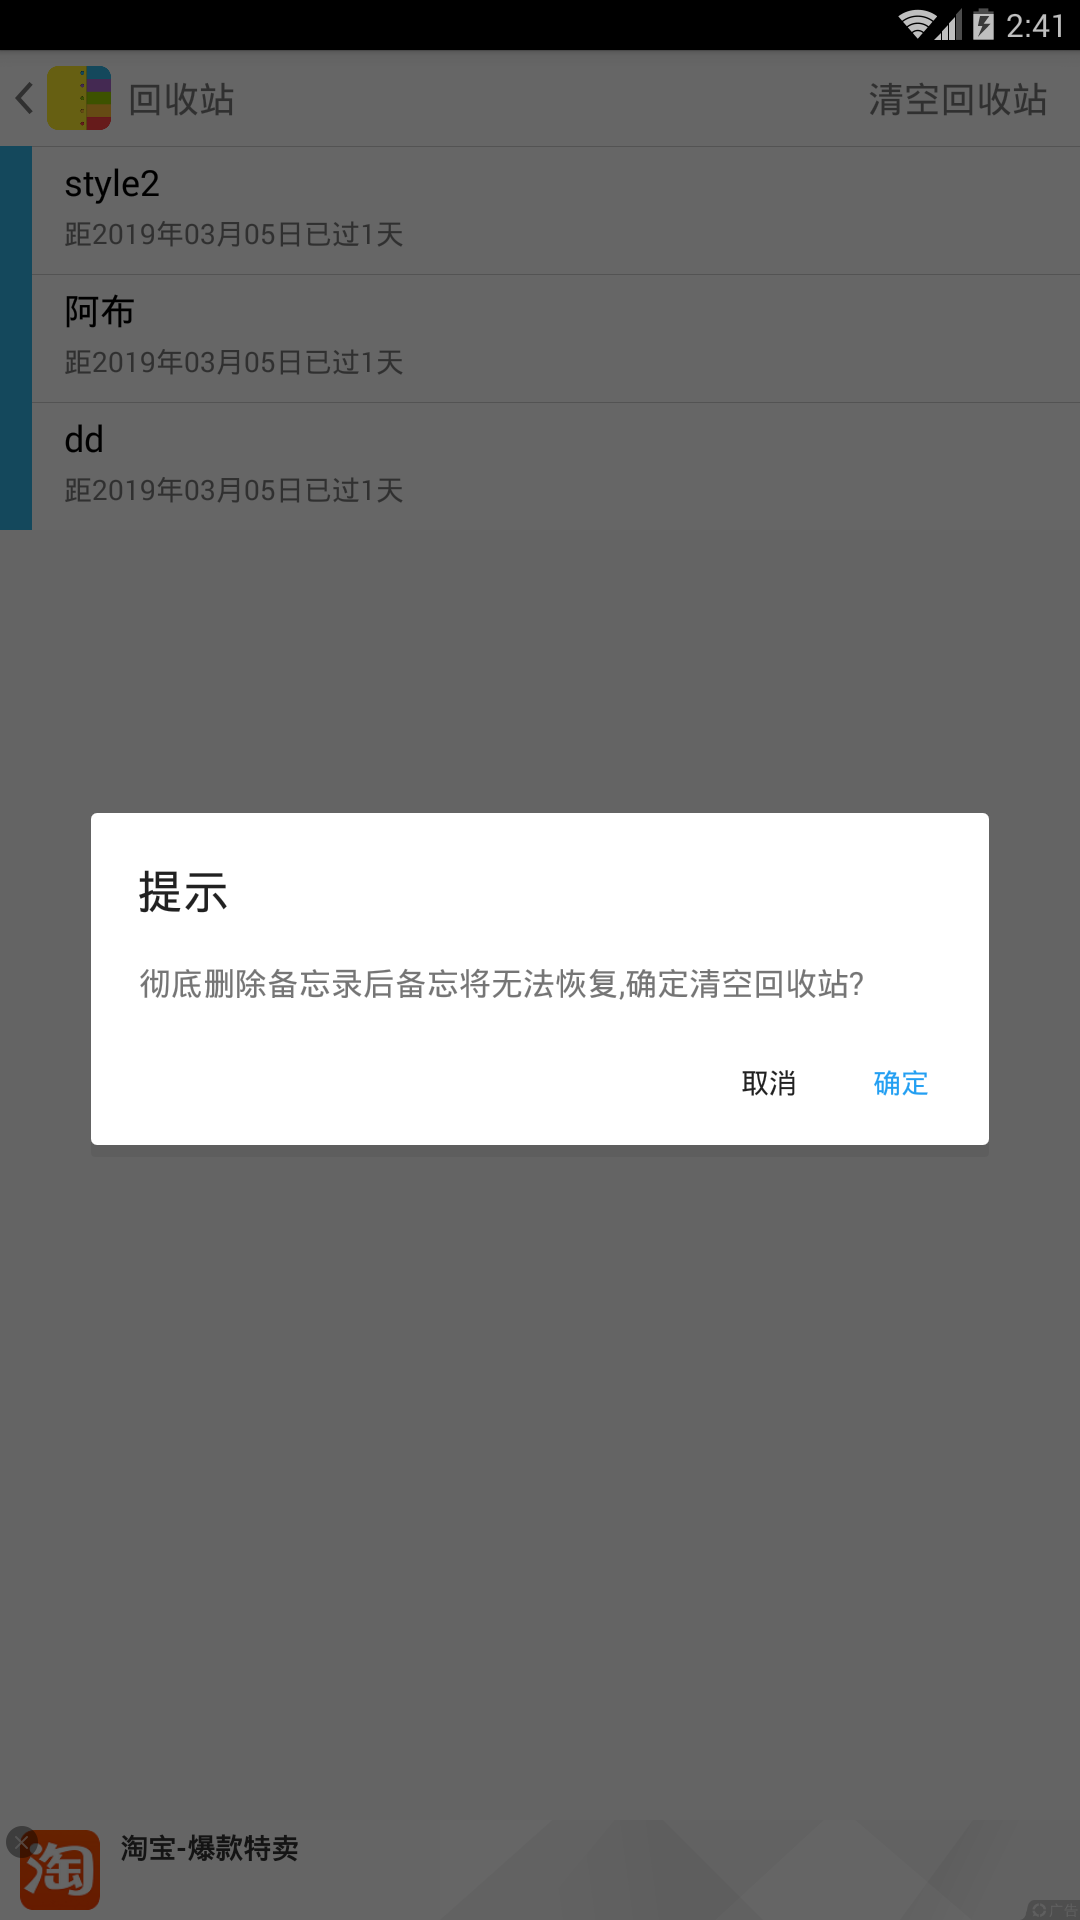 2:41
回收站
清空回收站
style2
距2019年03月05日已过1天
阿布
距2019年03月05日已过1天
dd
距2019年03月05日已过1天
提示
彻底删除备忘录后备忘将无法恢复,确定清空回收站?
取消
确定
淘
淘宝-爆款特卖
广告